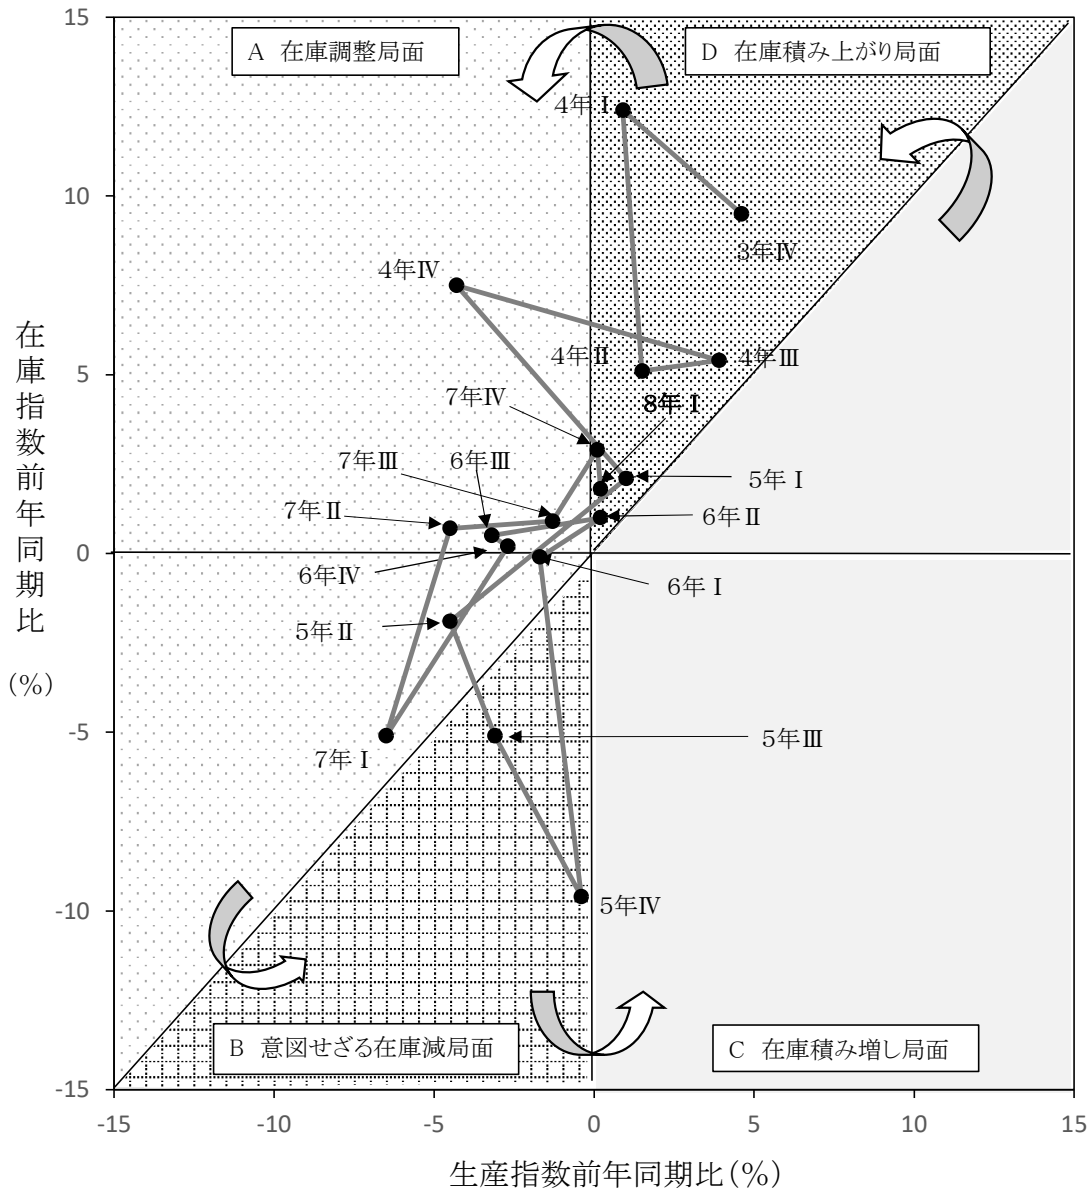 15
A 在庫調整局面
D 在庫積み上がり局面
4年Ⅰ
10
3年Ⅳ
4年Ⅳ
4年Ⅱ
4年Ⅲ
5
7年Ⅳ
8年Ⅰ
7年Ⅲ
6年Ⅲ
5年Ⅰ
7年Ⅱ
6年Ⅱ
0
6年Ⅳ
6年Ⅰ
5年Ⅱ
-5
5年Ⅲ
7年Ⅰ
5年Ⅳ
-10
B 意図せざる在庫減局面
C 在庫積み増し局面
-15
在庫指数前年同期比
(%)
-15 -10 -5 0 5 10 15
生産指数前年同期比(%)